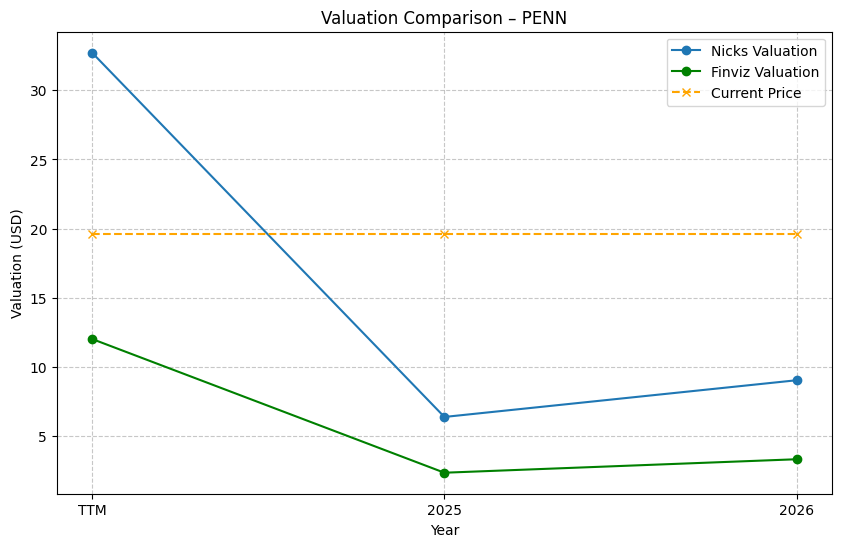 Valuation Comparison – PENN
Nicks Valuation
Finviz Valuation
Current Price
Valuation (USD)
30
25
20
15
10
5
TTM
2025
2026
Year